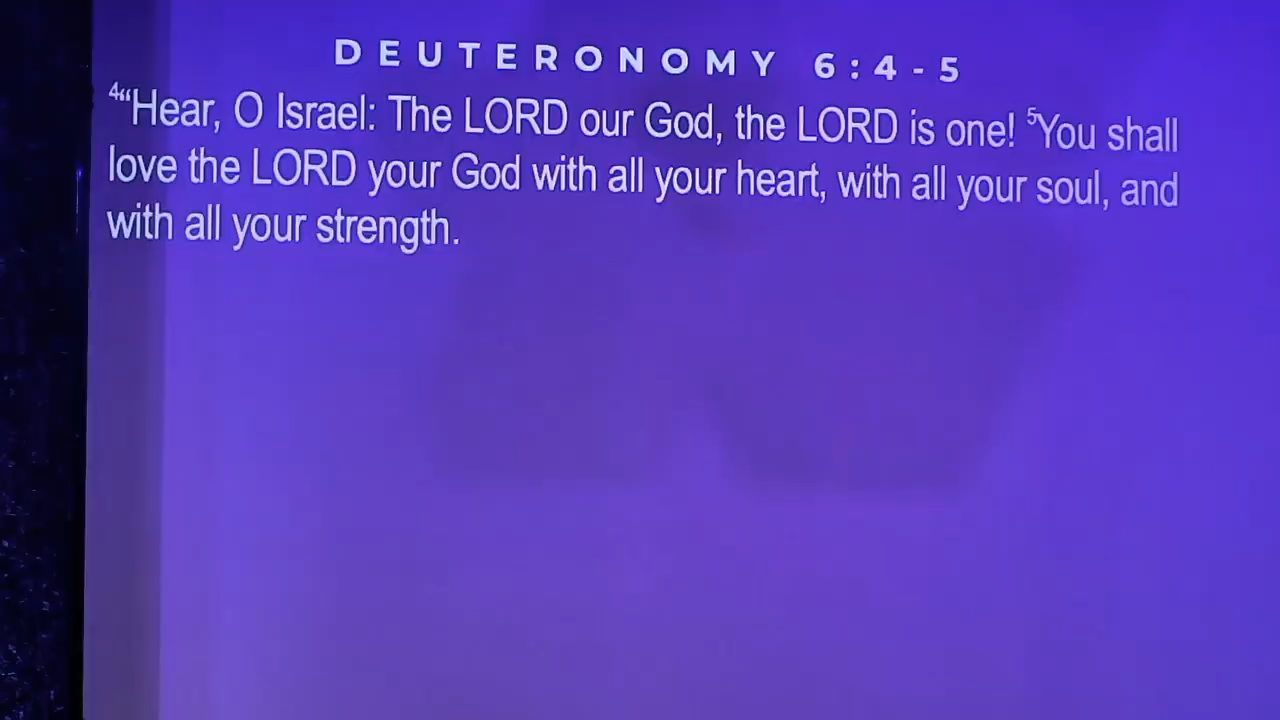 DEUTERONOMY 6:4-5
⁴“Hear, O Israel: The LORD our God, the LORD is one! ⁵You shall
love the LORD your God with all your heart, with all your soul, and
with all your strength.